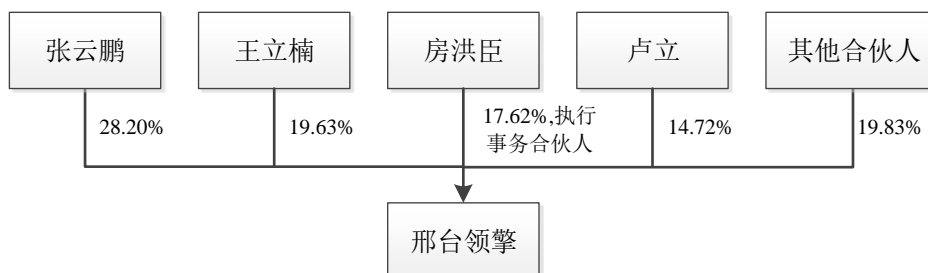 张云鹏
王立楠
房洪臣
卢立
其他合伙人
28.20%
19.63%
17.62%,执行
事务合伙人
14.72%
19.83%
邢台领擎